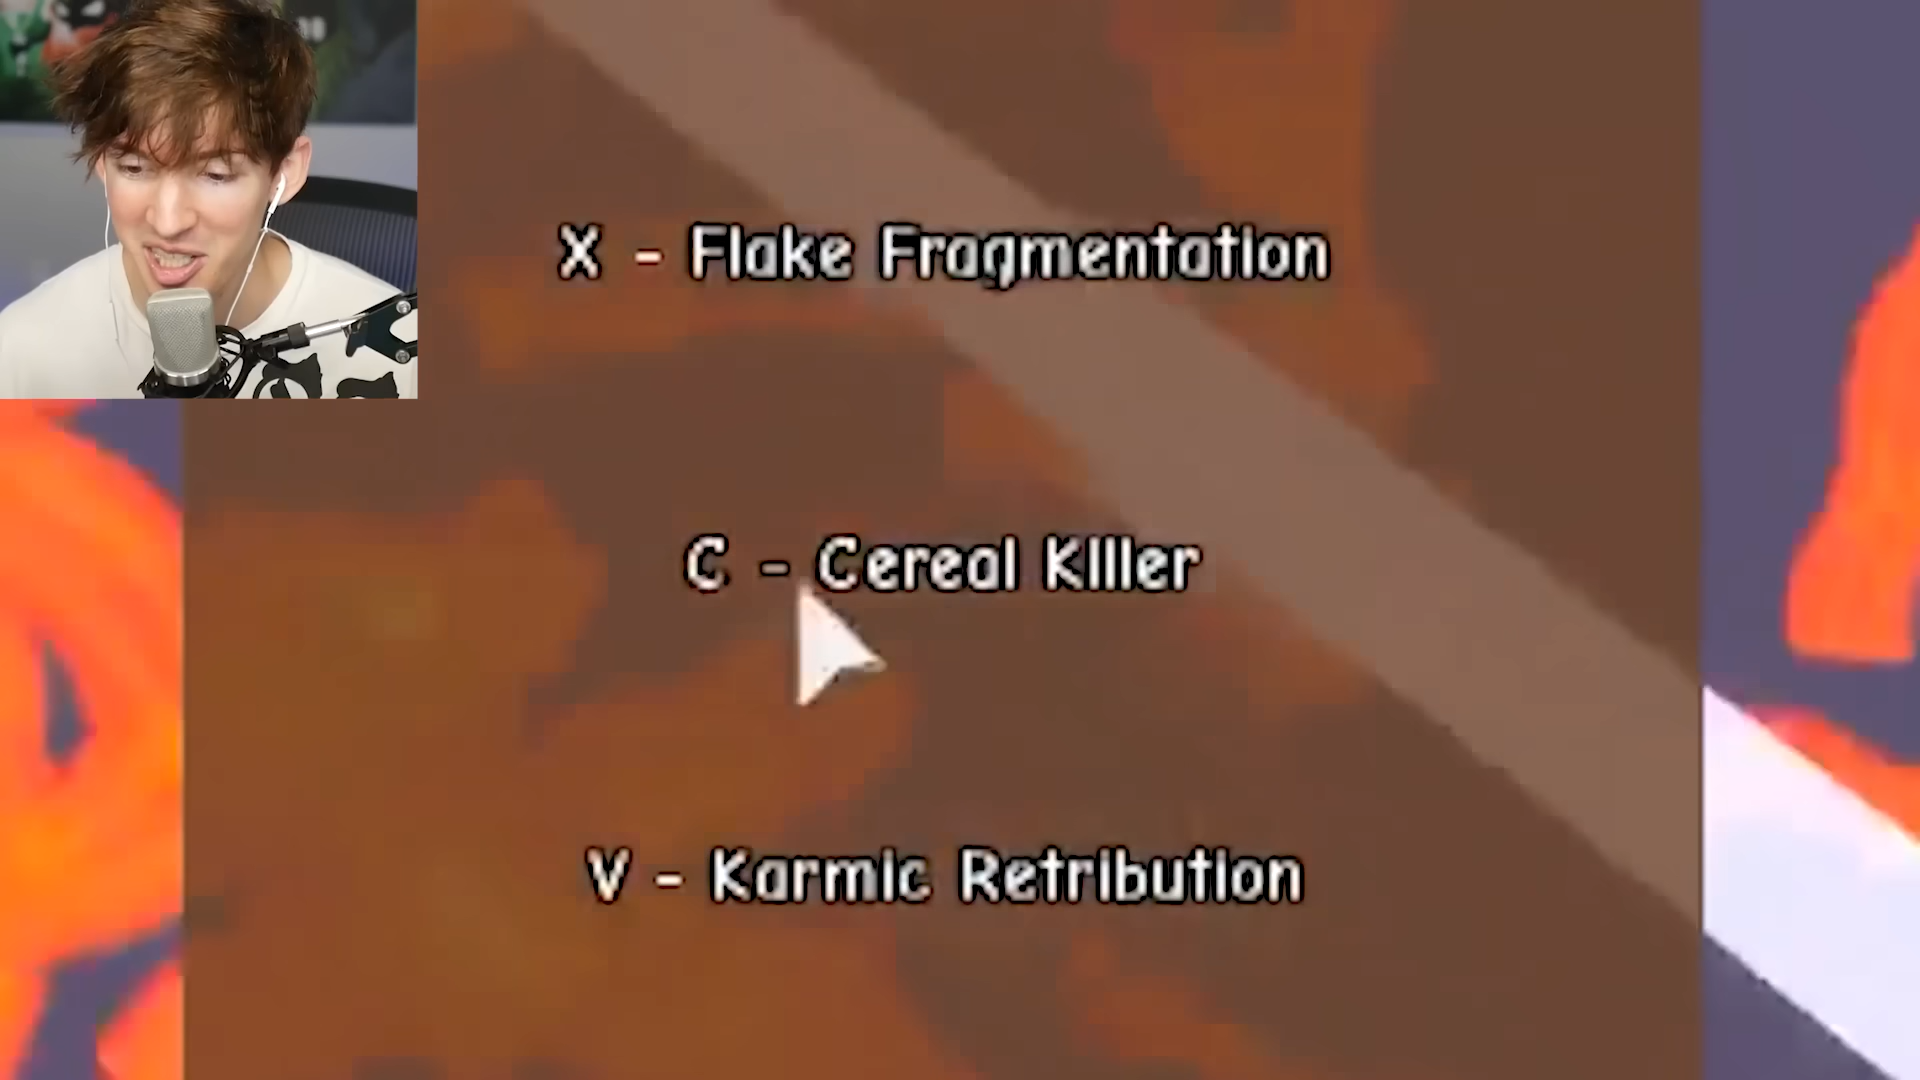 X - Flake Fragmentation
C - Cereal Killer
V - Karmic Retribution